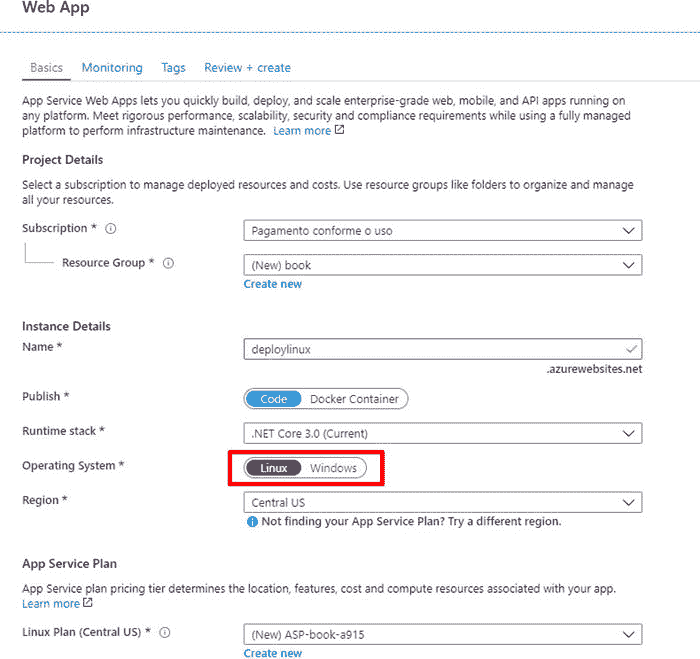 Web App
Basics Monitoring Tags Review + create
App Service Web Apps lets you quickly build, deploy, and scale enterprise-grade web, mobile, and API apps running on
any platform. Meet rigorous performance, scalability, security and compliance requirements while using a fully managed
platform to perform infrastructure maintenance. Learn more
Project Details
Select a subscription to manage deployed resources and costs. Use resource groups like folders to organize and manage
all your resources.
Subscription * Pagamento conforme o uso
Resource Group * (New) book
Create new
Instance Details
Name * deploylinux
.azurewebsites.net
Publish * Code Docker Container
Runtime stack * .NET Core 3.0 (Current)
Operating System * Linux Windows
Region * Central US
Not finding your App Service Plan? Try a different region.
App Service Plan
App Service plan pricing tier determines the location, features, cost and compute resources associated with your app.
Learn more
Linux Plan (Central US) * (New) ASP-book-a915
Create new